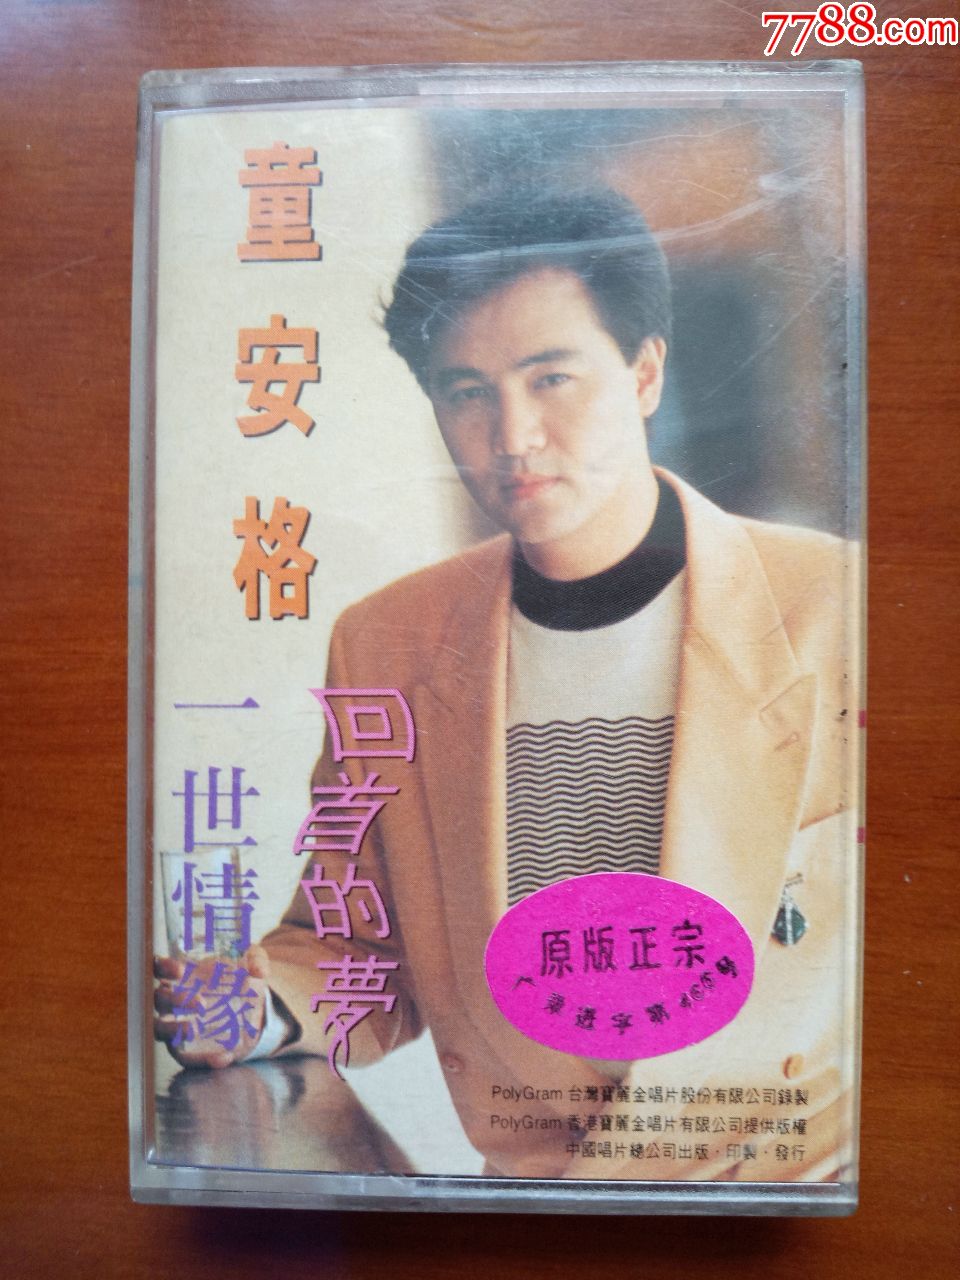 7788.com
童安格
回首的夢
一世情緣
原版正宗
PolyGram 台灣寶麗金唱片股份有限公司錄製
PolyGram 香港寶麗金唱片有限公司提供版權
中國唱片總公司出版·印製·發行